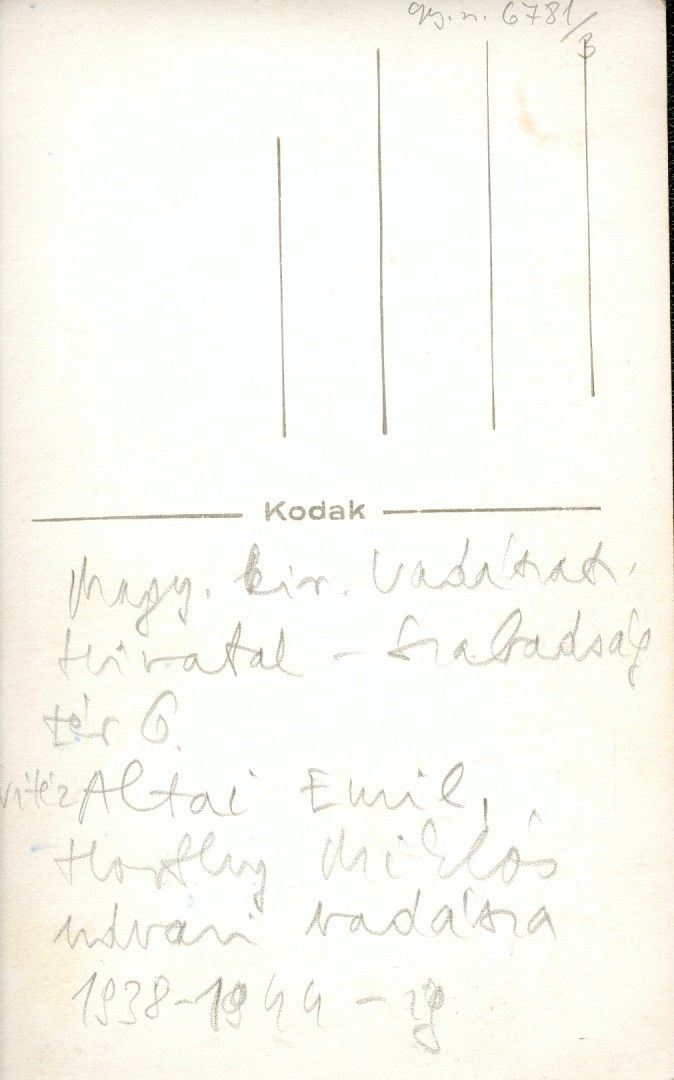 gy. n. 6781/B
Kodak
Magy. kir. Vadászati
Hivatal - Szabadság
tér 6.
vitéz Altai Emil,
Horthy Miklós
udvari vadásza
1938-1944-ig